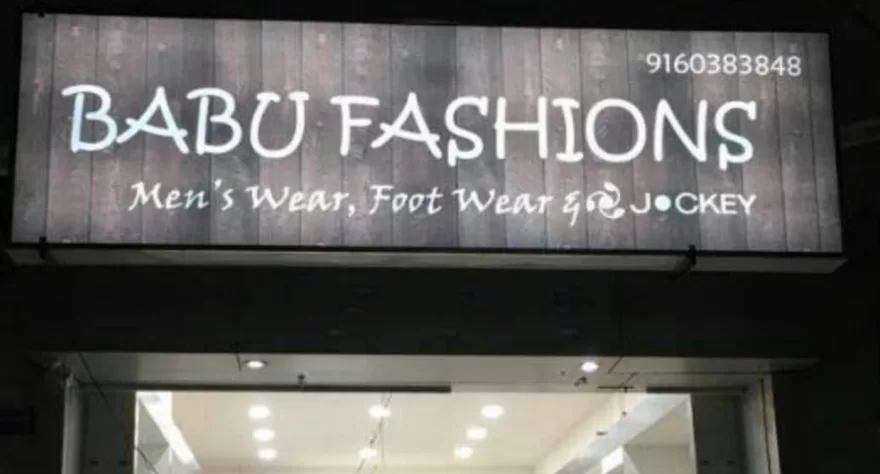 9160383848
BABU FASHIONS
Men's Wear, Foot Wear & JOCKEY